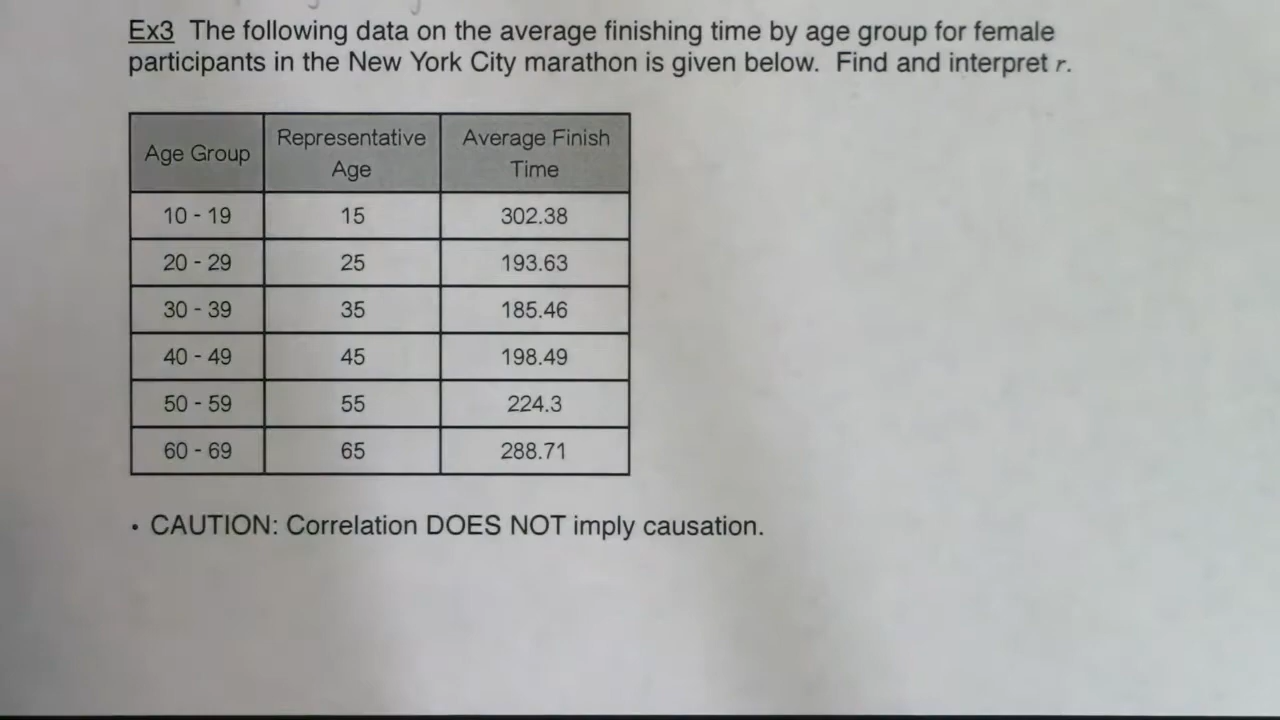 Ex3 The following data on the average finishing time by age group for female
participants in the New York City marathon is given below. Find and interpret r.
Age Group Representative Age Average Finish Time
10 - 19 15 302.38
20 - 29 25 193.63
30 - 39 35 185.46
40 - 49 45 198.49
50 - 59 55 224.3
60 - 69 65 288.71
• CAUTION: Correlation DOES NOT imply causation.